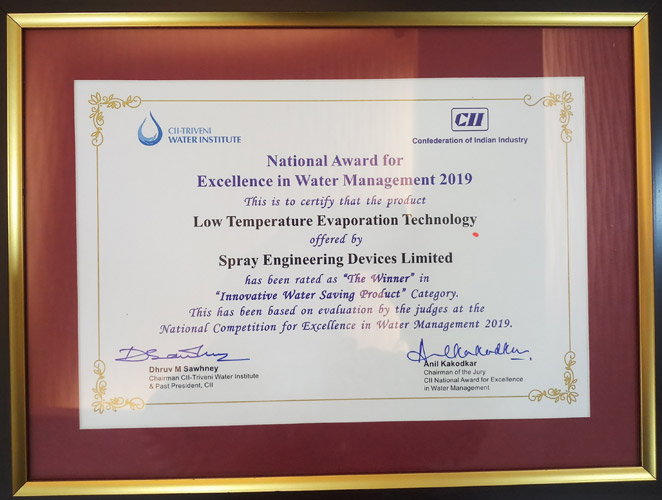 CII-TRIVENI
WATER INSTITUTE
CII
Confederation of Indian Industry
National Award for
Excellence in Water Management 2019
This is to certify that the product
Low Temperature Evaporation Technology
offered by
Spray Engineering Devices Limited
has been rated as “The Winner” in
“Innovative Water Saving Product” Category.
This has been based on evaluation by the judges at the
National Competition for Excellence in Water Management 2019.
DSawhney
Dhruv M Sawhney
Chairman CII-Triveni Water Institute
& Past President, CII
Anil Kakodkar
Anil Kakodkar
Chairman of the Jury
CII National Award for Excellence
in Water Management